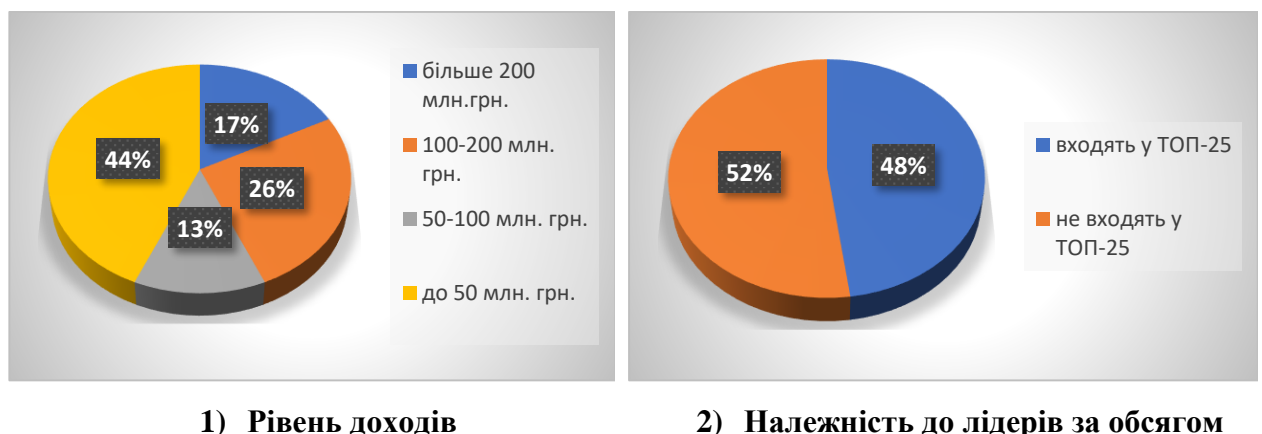 17%
26%
13%
44%
більше 200
млн.грн.
100-200 млн.
грн.
50-100 млн. грн.
до 50 млн. грн.
52%
48%
входять у ТОП-25
не входять у
ТОП-25
1) Рівень доходів
2) Належність до лідерів за обсягом